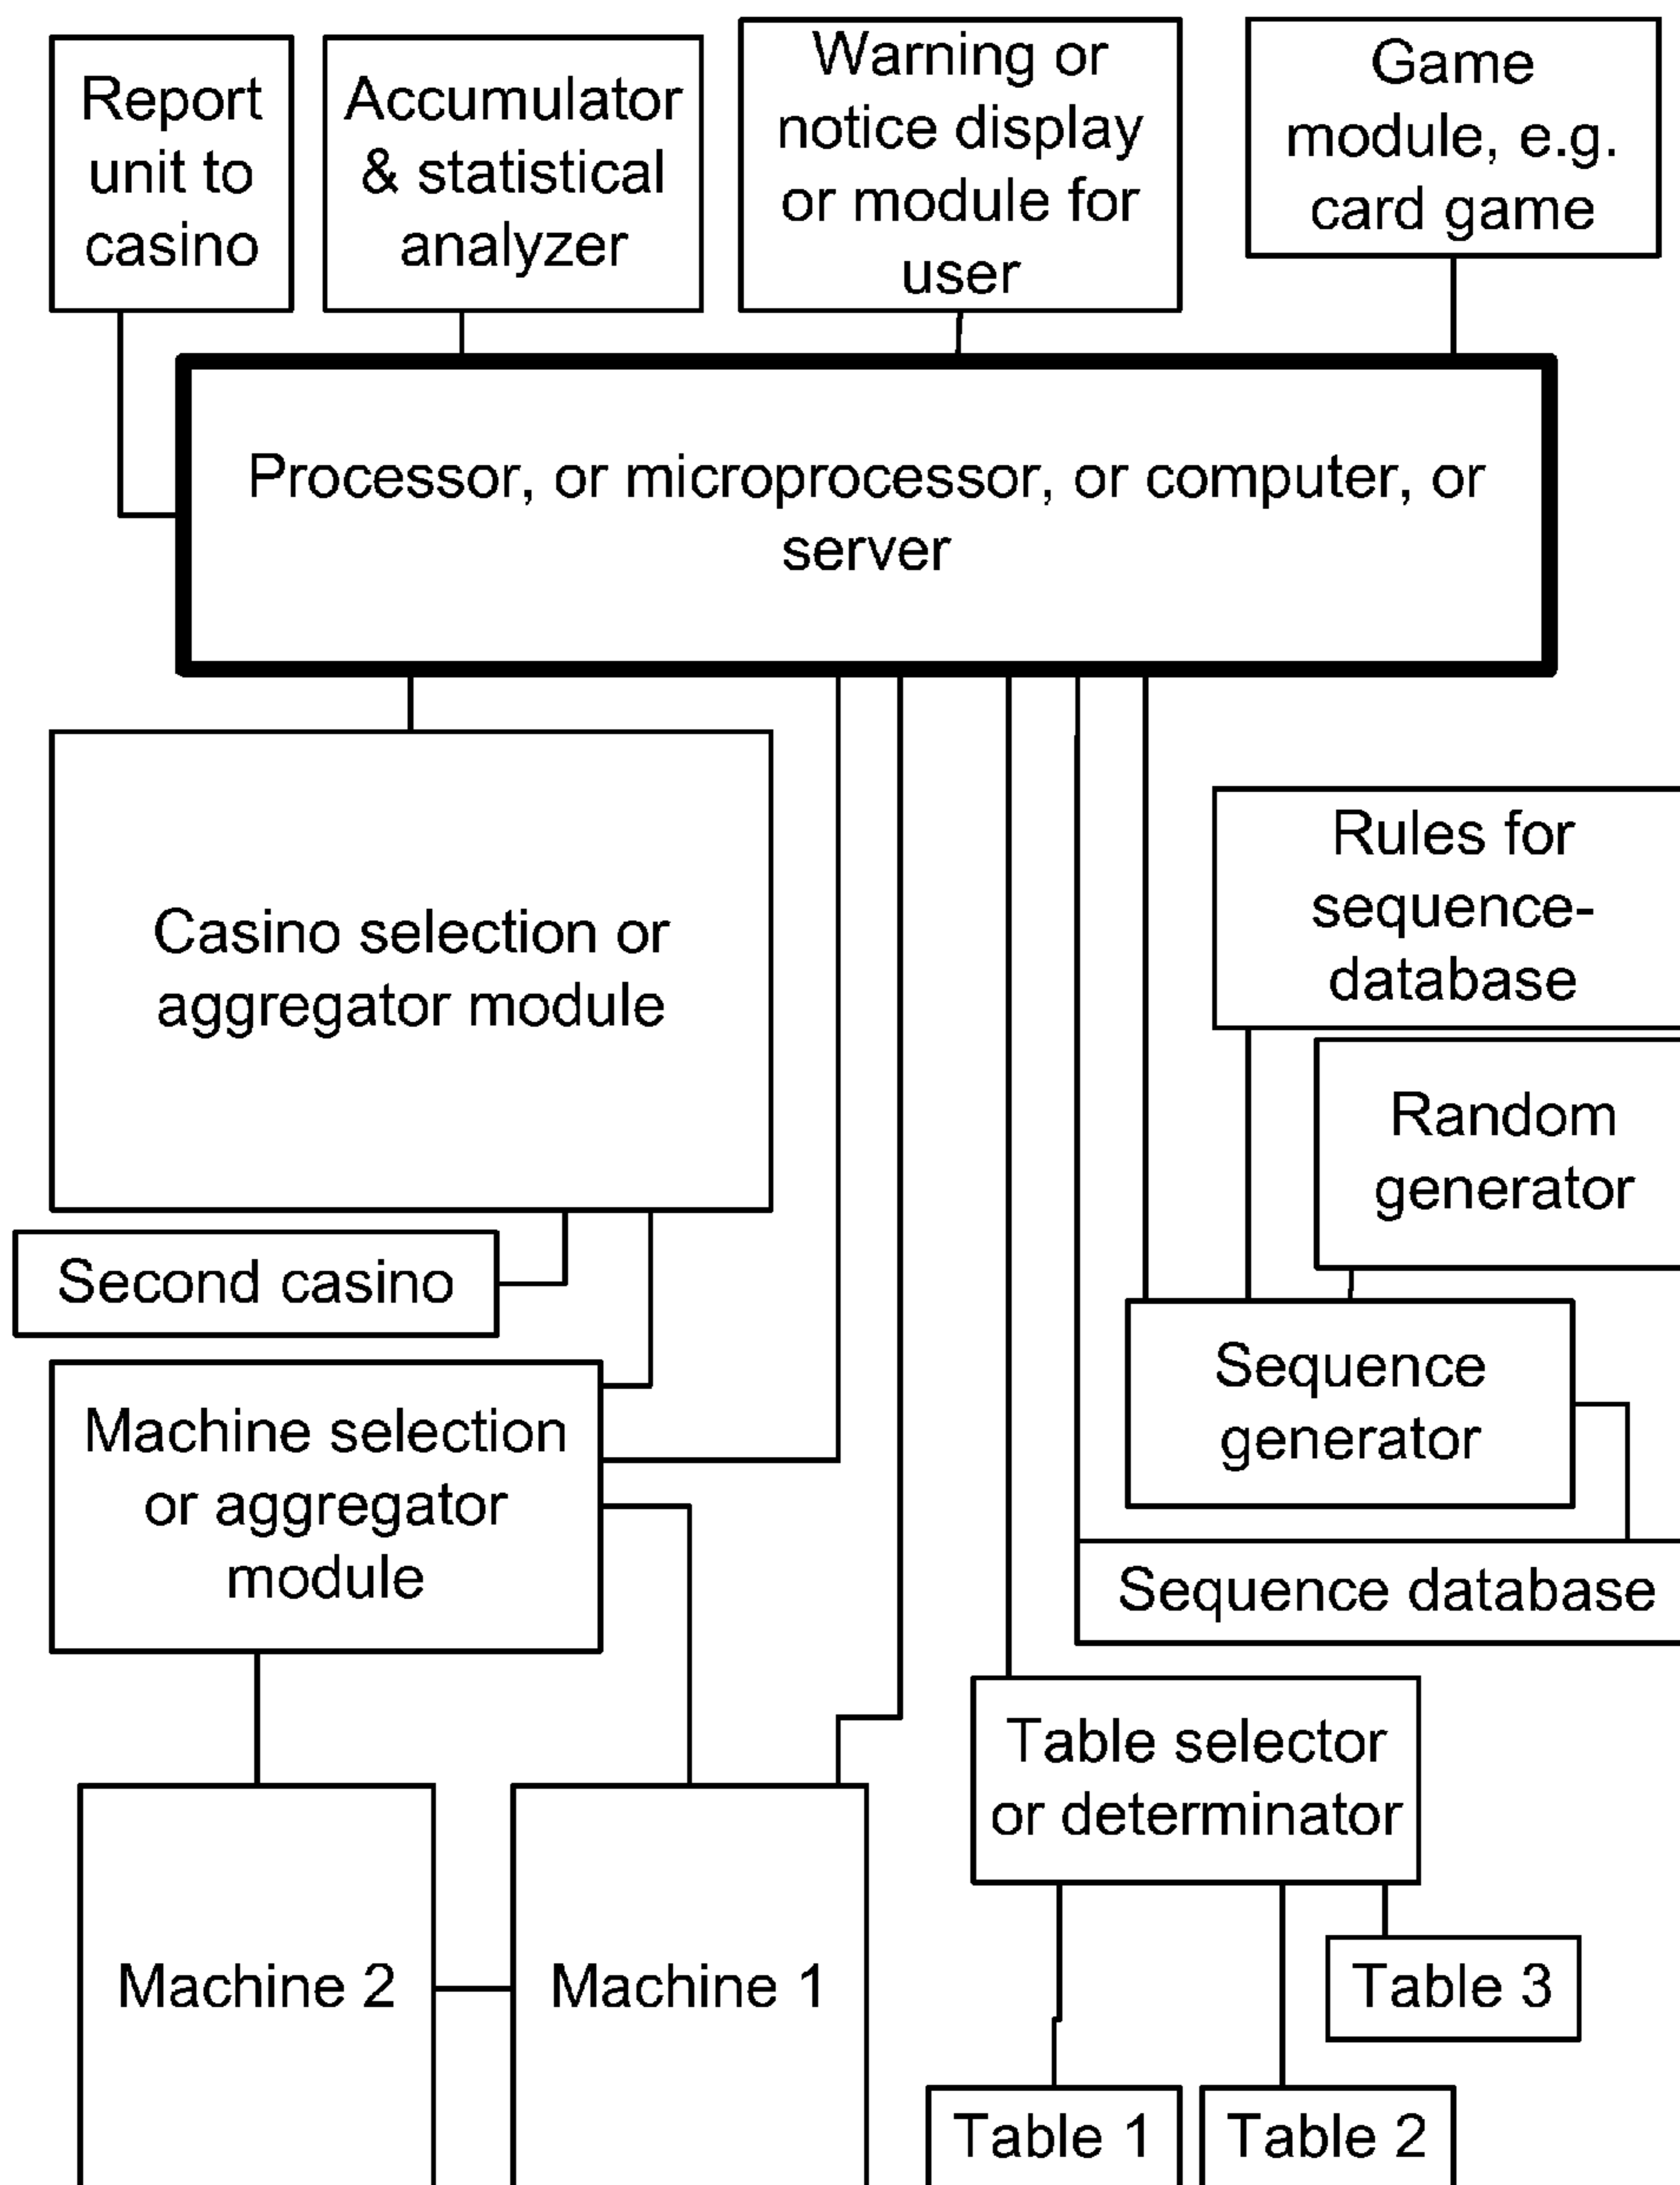 Report
unit to
casino
Accumulator
& statistical
analyzer
Warning or
notice display
or module for
user
Game
module, e.g.
card game
Processor, or microprocessor, or computer, or
server
Casino selection or
aggregator module
Rules for
sequence-
database
Random
generator
Second casino
Sequence
generator
Machine selection
or aggregator
module
Sequence database
Table selector
or determinator
Machine 2
Machine 1
Table 3
Table 1
Table 2